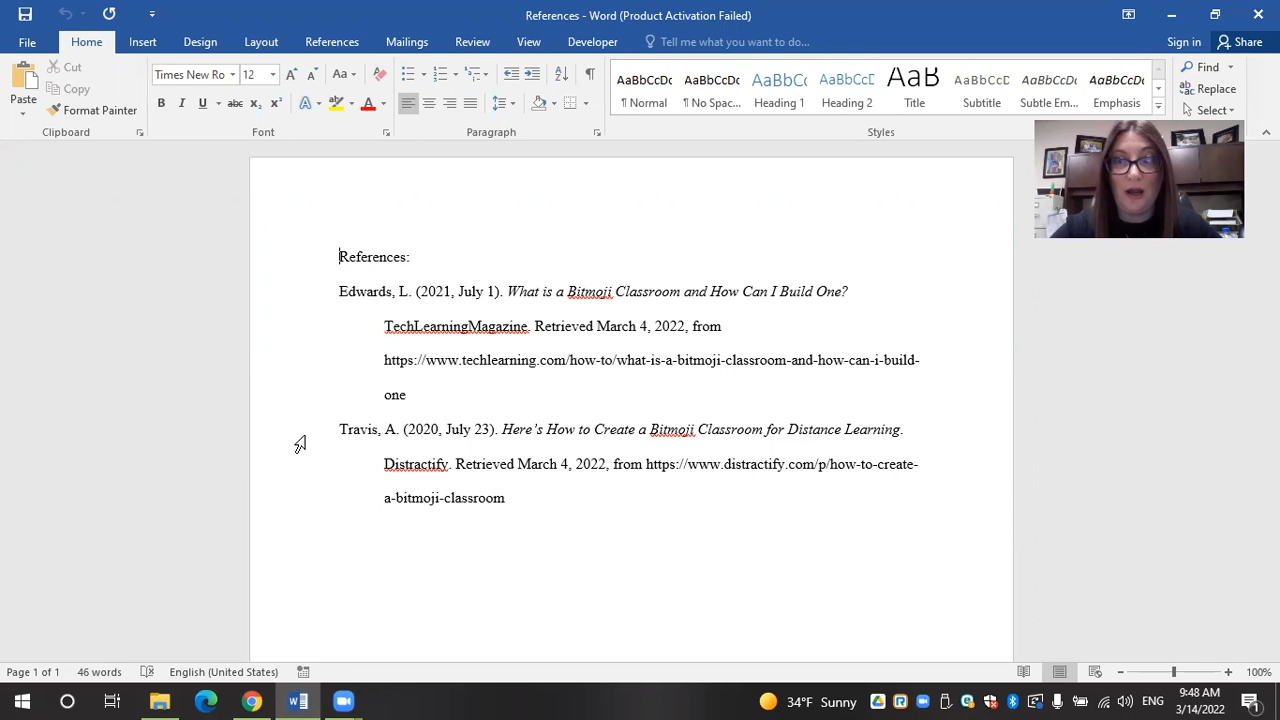 References - Word (Product Activation Failed)
File Home Insert Design Layout References Mailings Review View Developer Tell me what you want to do... Sign in Share
Cut
Copy
Format Painter
Paste
Clipboard
Times New Ro 12
Font
Paragraph
AaBbCcDc AaBbCcDc AaBbCc AaBbCcC AaB AaBbCcD AaBbCcDc AaBbCcDc
¶ Normal ¶ No Spac... Heading 1 Heading 2 Title Subtitle Subtle Em... Emphasis
Styles
Find
Replace
Select
References:
Edwards, L. (2021, July 1). What is a Bitmoji Classroom and How Can I Build One?
TechLearningMagazine. Retrieved March 4, 2022, from
https://www.techlearning.com/how-to/what-is-a-bitmoji-classroom-and-how-can-i-build-
one
Travis, A. (2020, July 23). Here’s How to Create a Bitmoji Classroom for Distance Learning.
Distractify. Retrieved March 4, 2022, from https://www.distractify.com/p/how-to-create-
a-bitmoji-classroom
Page 1 of 1 46 words English (United States) 100%
34°F Sunny ENG 9:48 AM
3/14/2022